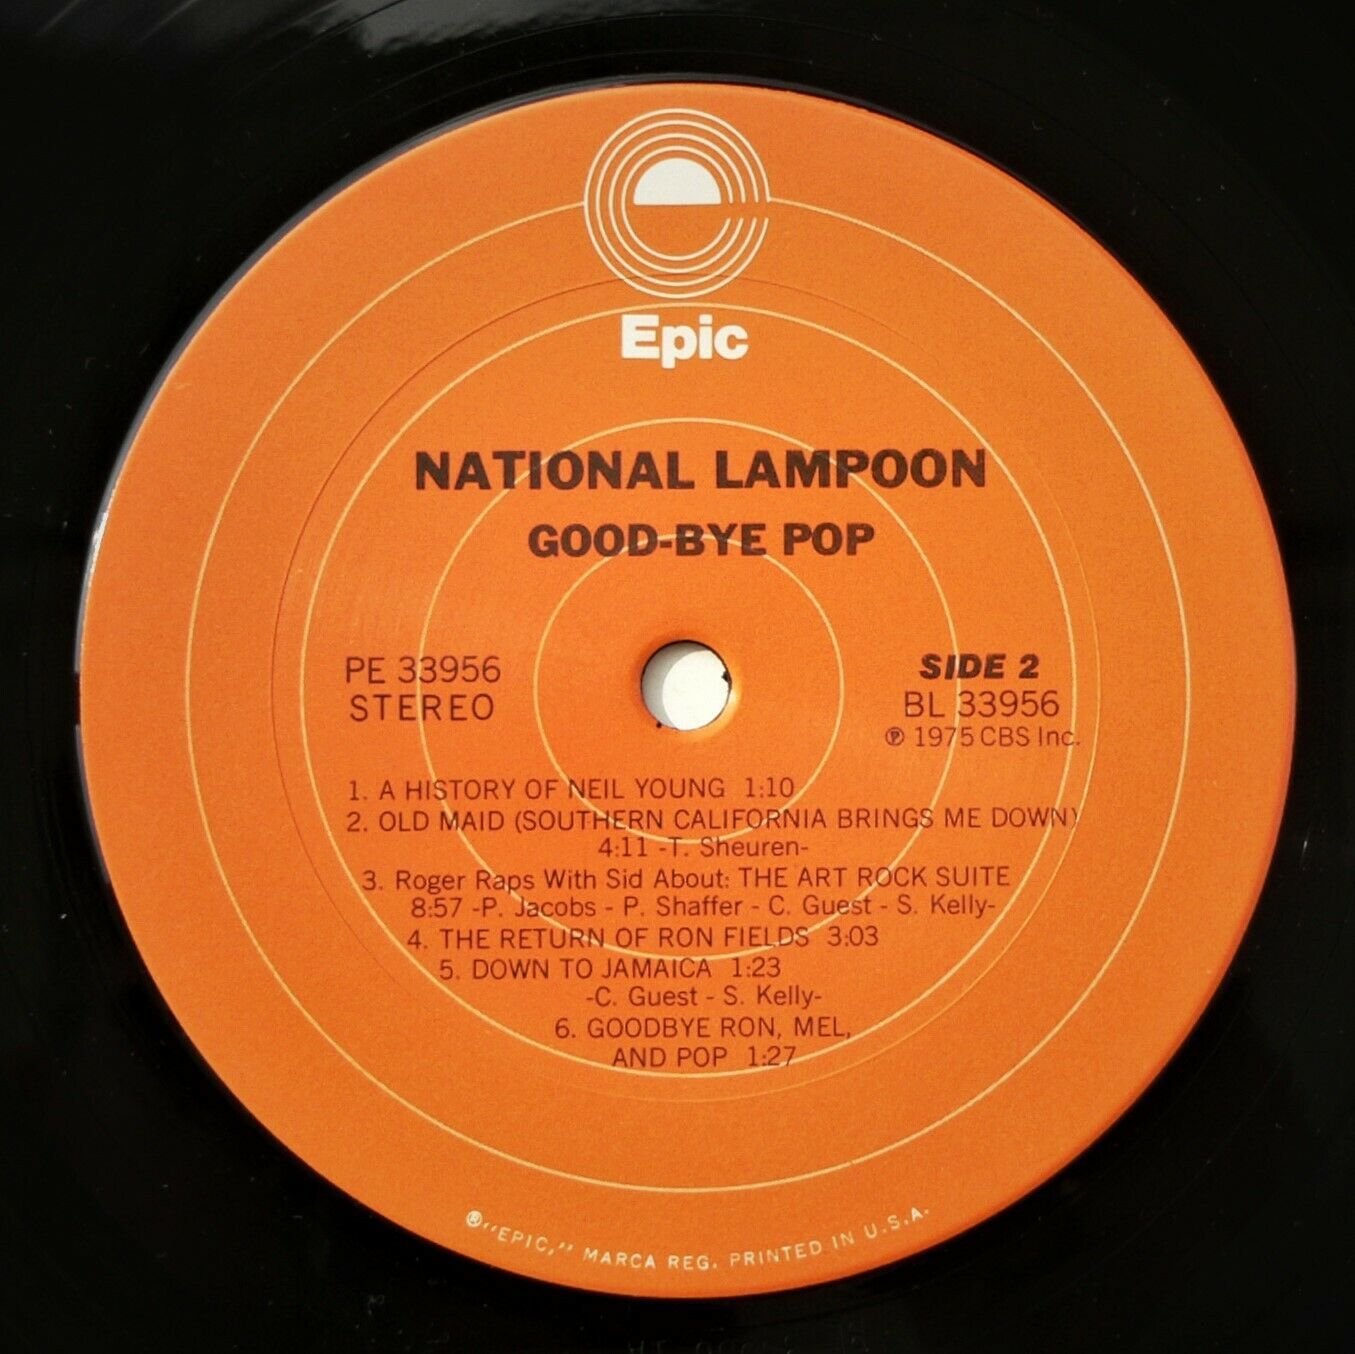 Epic
NATIONAL LAMPOON
GOOD-BYE POP
PE 33956
STEREO
SIDE 2
BL 33956
℗ 1975 CBS Inc.
1. A HISTORY OF NEIL YOUNG 1:10
2. OLD MAID (SOUTHERN CALIFORNIA BRINGS ME DOWN)
4:11 -T. Sheuren-
3. Roger Raps With Sid About: THE ART ROCK SUITE
8:57 -P. Jacobs - P. Shaffer - C. Guest - S. Kelly-
4. THE RETURN OF RON FIELDS 3:03
5. DOWN TO JAMAICA 1:23
-C. Guest - S. Kelly-
6. GOODBYE RON, MEL,
AND POP 1:27
®"EPIC," MARCA REG. PRINTED IN U.S.A.